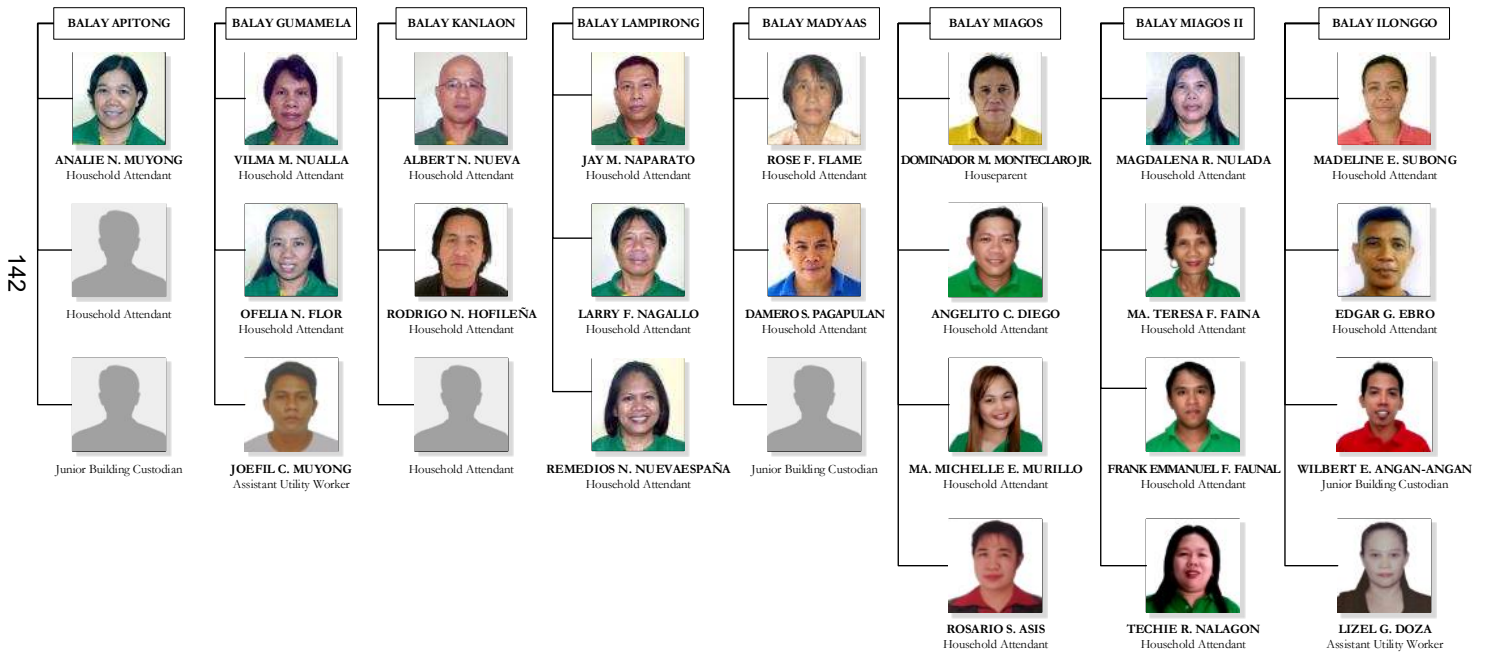 BALAY APITONG
ANALIE N. MUYONG
Household Attendant
Household Attendant
Junior Building Custodian
BALAY GUMAMELA
VILMA M. NUALLA
Household Attendant
OFELIA N. FLOR
Household Attendant
JOEFIL C. MUYONG
Assistant Utility Worker
BALAY KANLAON
ALBERT N. NUEVA
Household Attendant
RODRIGO N. HOFILEÑA
Household Attendant
Household Attendant
BALAY LAMPIRONG
JAY M. NAPARATO
Household Attendant
LARRY F. NAGALLO
Household Attendant
REMEDIOS N. NUEVAESPAÑA
Household Attendant
BALAY MADYAAS
ROSE F. FLAME
Household Attendant
DAMERO S. PAGAPULAN
Household Attendant
Junior Building Custodian
BALAY MIAGOS
DOMINADOR M. MONTECLARO JR.
Houseparent
ANGELITO C. DIEGO
Household Attendant
MA. MICHELLE E. MURILLO
Household Attendant
ROSARIO S. ASIS
Household Attendant
BALAY MIAGOS II
MAGDALENA R. NULADA
Household Attendant
MA. TERESA F. FAINA
Household Attendant
FRANK EMMANUEL F. FAUNAL
Household Attendant
TECHIE R. NALAGON
Household Attendant
BALAY ILONGGO
MADELINE E. SUBONG
Household Attendant
EDGAR G. EBRO
Household Attendant
WILBERT E. ANGAN-ANGAN
Junior Building Custodian
LIZEL G. DOZA
Assistant Utility Worker
142